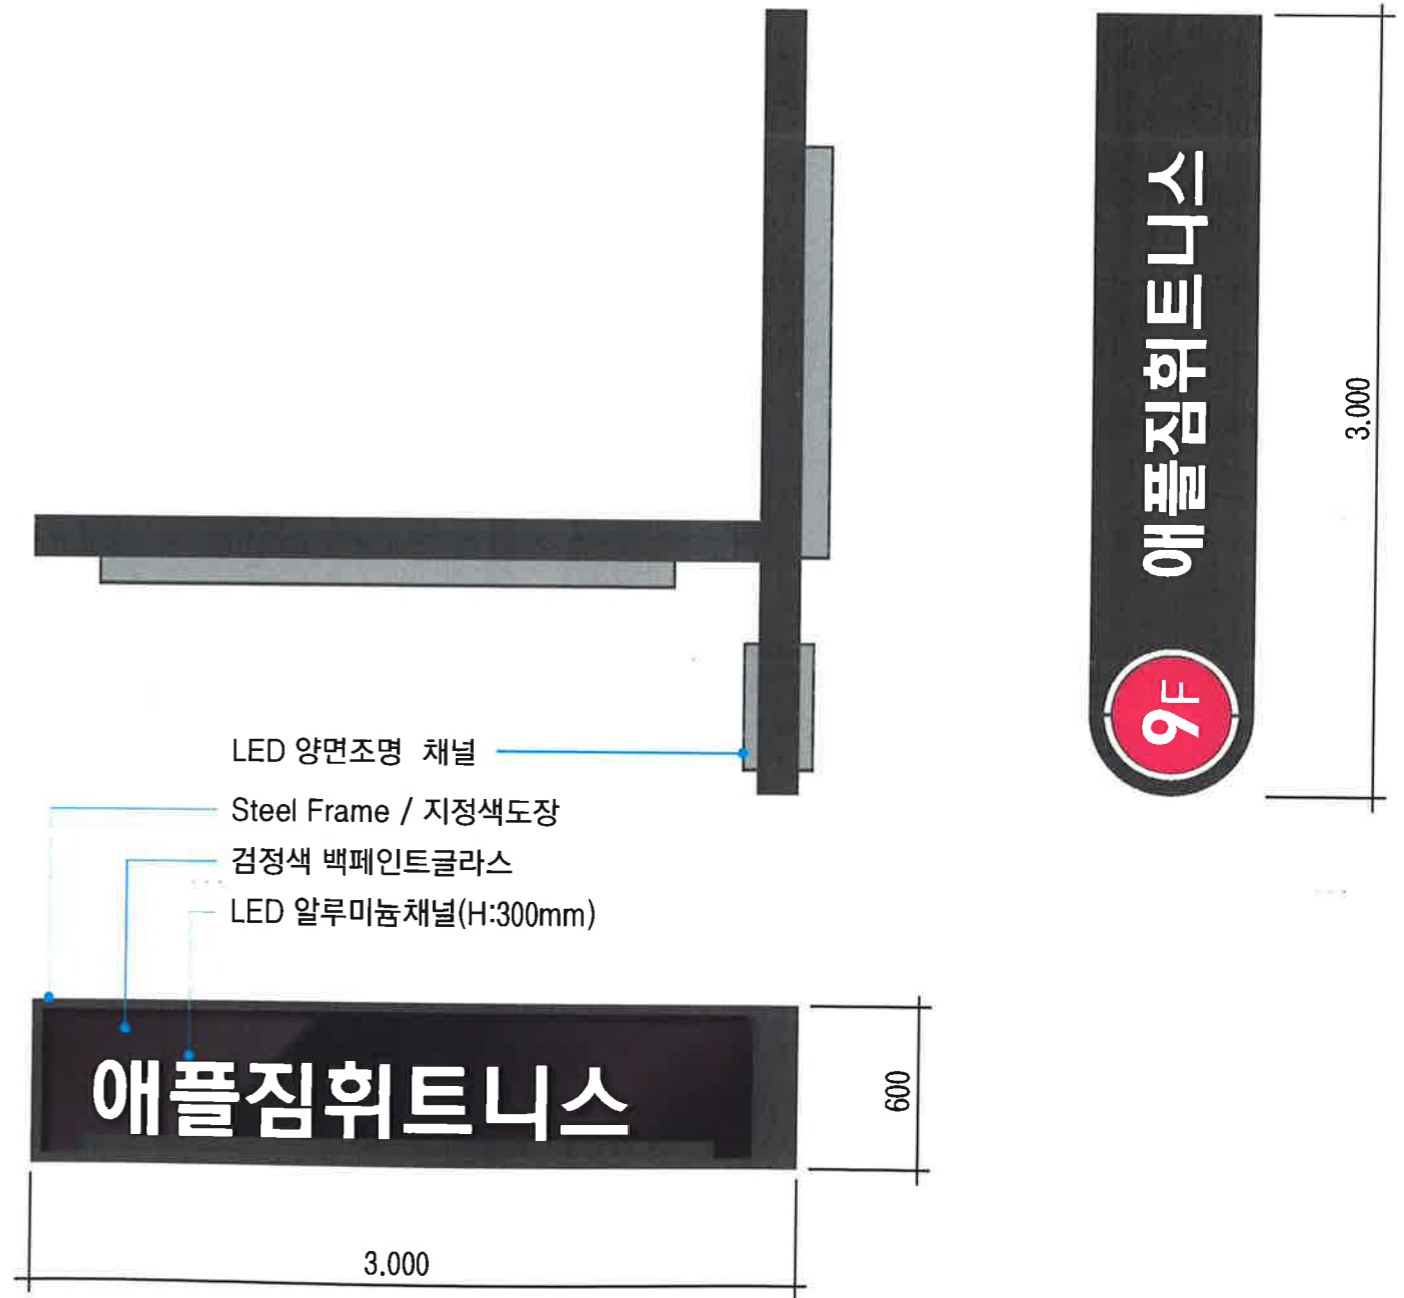 애플짐휘트니스
9F
3.000
LED 양면조명 채널
Steel Frame / 지정색도장
검정색 백페인트글라스
LED 알루미늄채널(H:300mm)
애플짐휘트니스
600
3.000